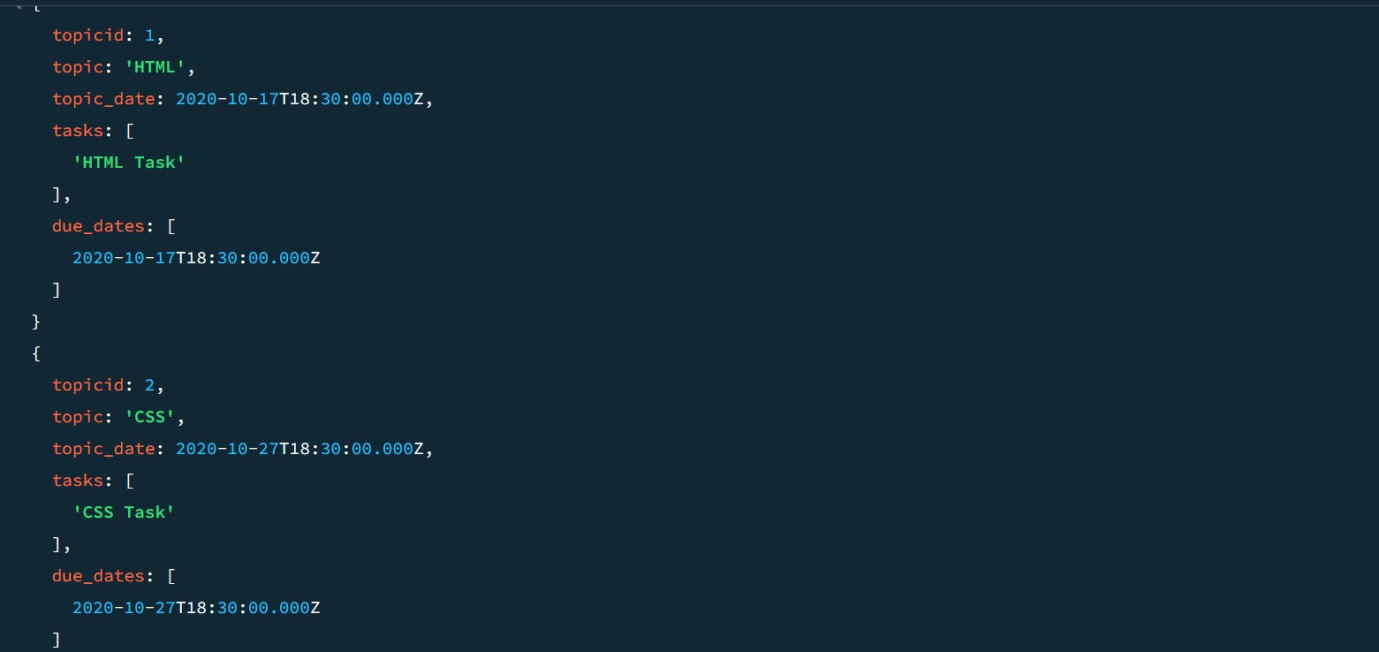 {
topicid: 1,
topic: 'HTML',
topic_date: 2020-10-17T18:30:00.000Z,
tasks: [
'HTML Task'
],
due_dates: [
2020-10-17T18:30:00.000Z
]
}
{
topicid: 2,
topic: 'CSS',
topic_date: 2020-10-27T18:30:00.000Z,
tasks: [
'CSS Task'
],
due_dates: [
2020-10-27T18:30:00.000Z
]